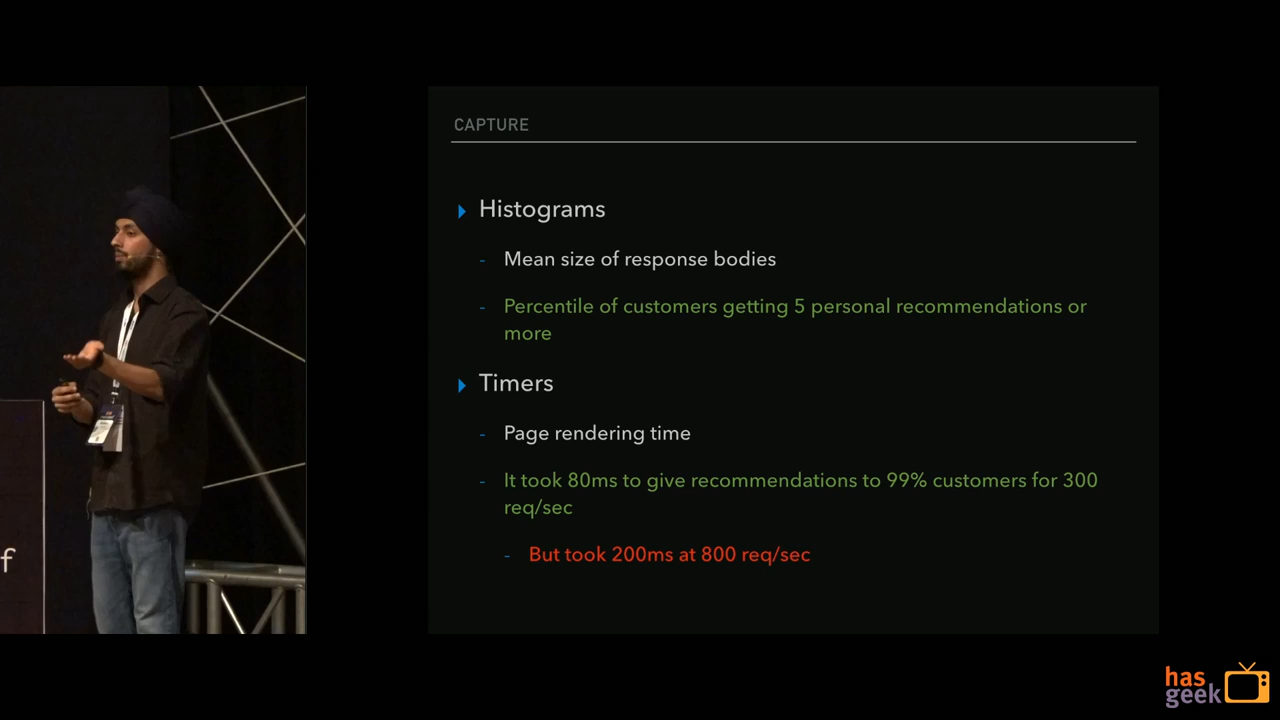 CAPTURE
Histograms
- Mean size of response bodies
- Percentile of customers getting 5 personal recommendations or
more
Timers
- Page rendering time
- It took 80ms to give recommendations to 99% customers for 300
req/sec
- But took 200ms at 800 req/sec
f
has
geek